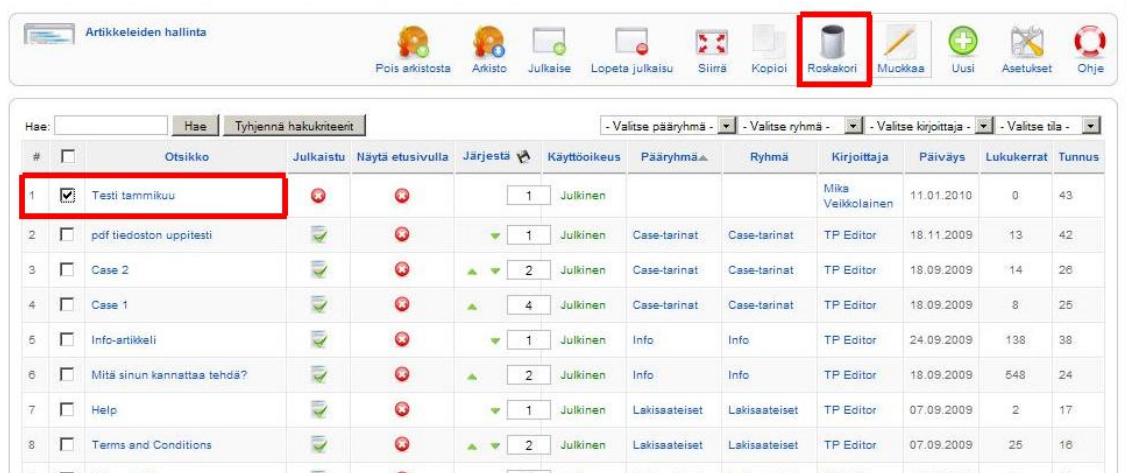 Artikkeleiden hallinta
Pois arkistosta Arkisto Julkaise Lopeta julkaisu Siirrä Kopioi Roskakori Muokkaa Uusi Asetukset Ohje
Hae: Hae Tyhjennä hakukriteerit - Valitse pääryhmä - - Valitse ryhmä - - Valitse kirjoittaja - - Valitse tila -
# Otsikko Julkaistu Näytä etusivulla Järjestä Käyttöoikeus Pääryhmä Ryhmä Kirjoittaja Päiväys Lukukerrat Tunnus
1 Testi tammikuu 1 Julkinen Mika Veikkolainen 11.01.2010 0 43
2 pdf tiedoston uppitesti 1 Julkinen Case-tarinat Case-tarinat TP Editor 18.11.2009 13 42
3 Case 2 2 Julkinen Case-tarinat Case-tarinat TP Editor 18.09.2009 14 26
4 Case 1 4 Julkinen Case-tarinat Case-tarinat TP Editor 18.09.2009 8 25
5 Info-artikkeli 1 Julkinen Info Info TP Editor 24.09.2009 138 38
6 Mitä sinun kannattaa tehdä? 2 Julkinen Info Info TP Editor 18.09.2009 548 24
7 Help 1 Julkinen Lakisaateiset Lakisaateiset TP Editor 07.09.2009 2 17
8 Terms and Conditions 2 Julkinen Lakisaateiset Lakisaateiset TP Editor 07.09.2009 25 16